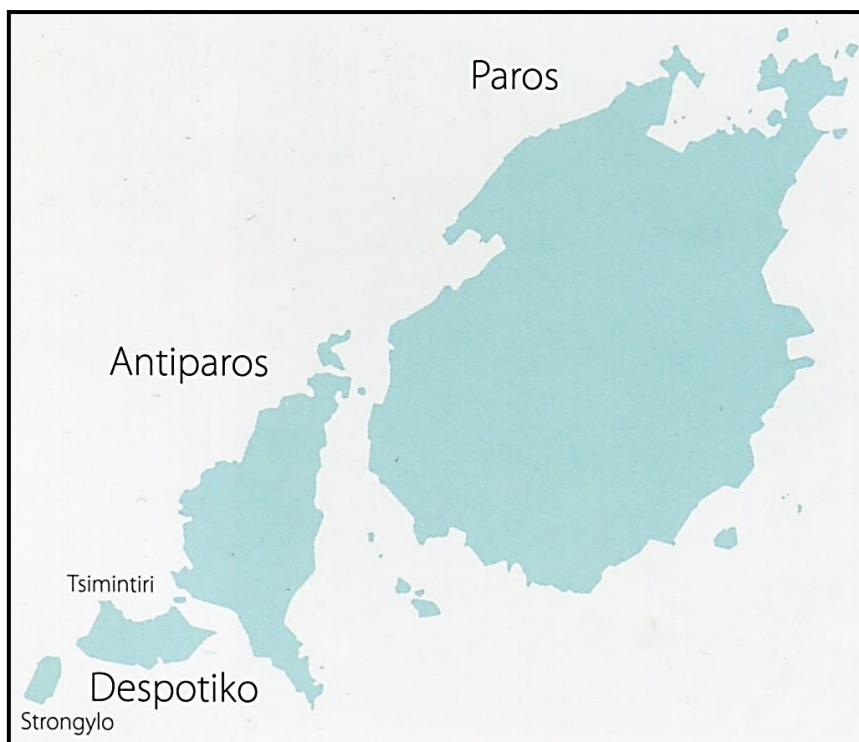 Paros
Antiparos
Tsimintiri
Despotiko
Strongylo